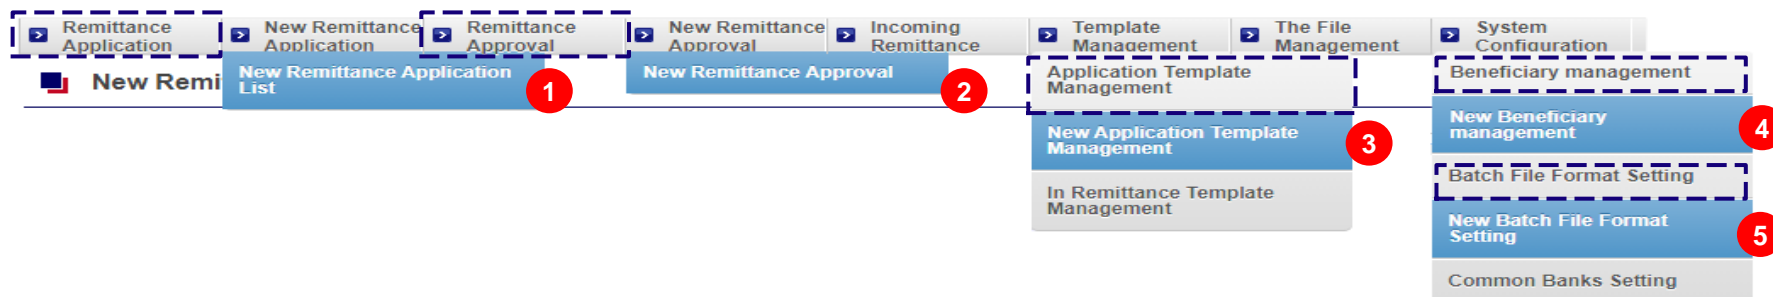 Remittance
Application
New Remittance
Application
Remittance
Approval
New Remittance
Approval
Incoming
Remittance
Template
Management
The File
Management
System
Configuration
New Remi
New Remittance Application
List
1
New Remittance Approval
2
Application Template
Management
New Application Template
Management
3
In Remittance Template
Management
Beneficiary management
New Beneficiary
management
4
Batch File Format Setting
New Batch File Format
Setting
5
Common Banks Setting